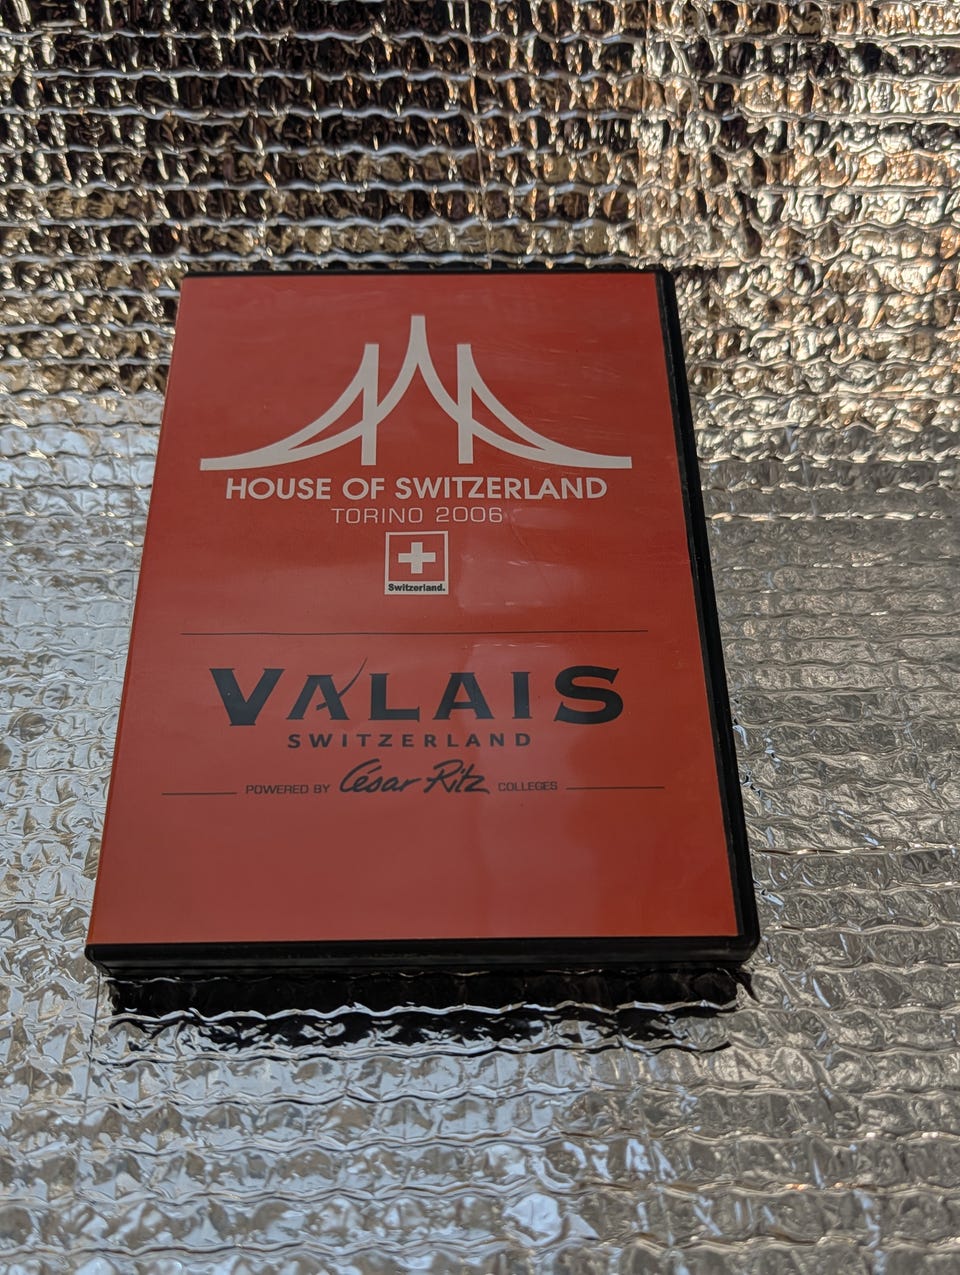 HOUSE OF SWITZERLAND
TORINO 2006
Switzerland.
VALAIS
SWITZERLAND
POWERED BY César Ritz COLLEGES